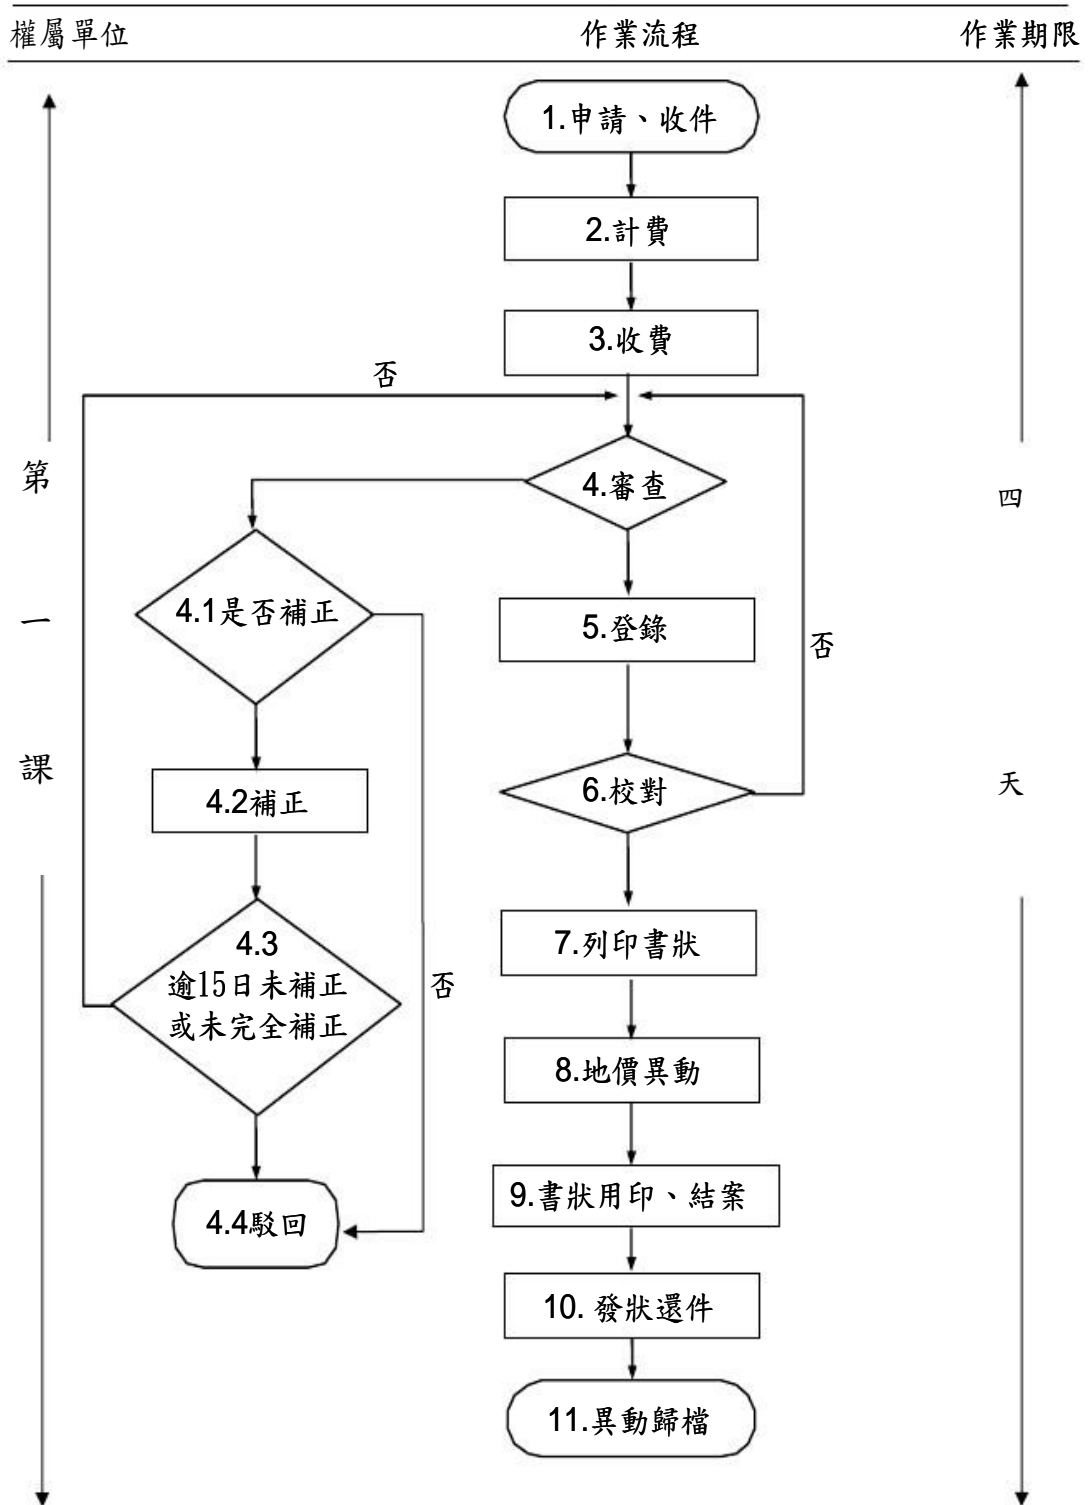 權屬單位
作業流程
作業期限
1.申請、收件
2.計費
3.收費
否
4.審查
第一課
四天
4.1是否補正
5.登錄
否
4.2補正
6.校對
4.3
逾15日未補正
或未完全補正
否
7.列印書狀
8.地價異動
4.4駁回
9.書狀用印、結案
10. 發狀還件
11.異動歸檔